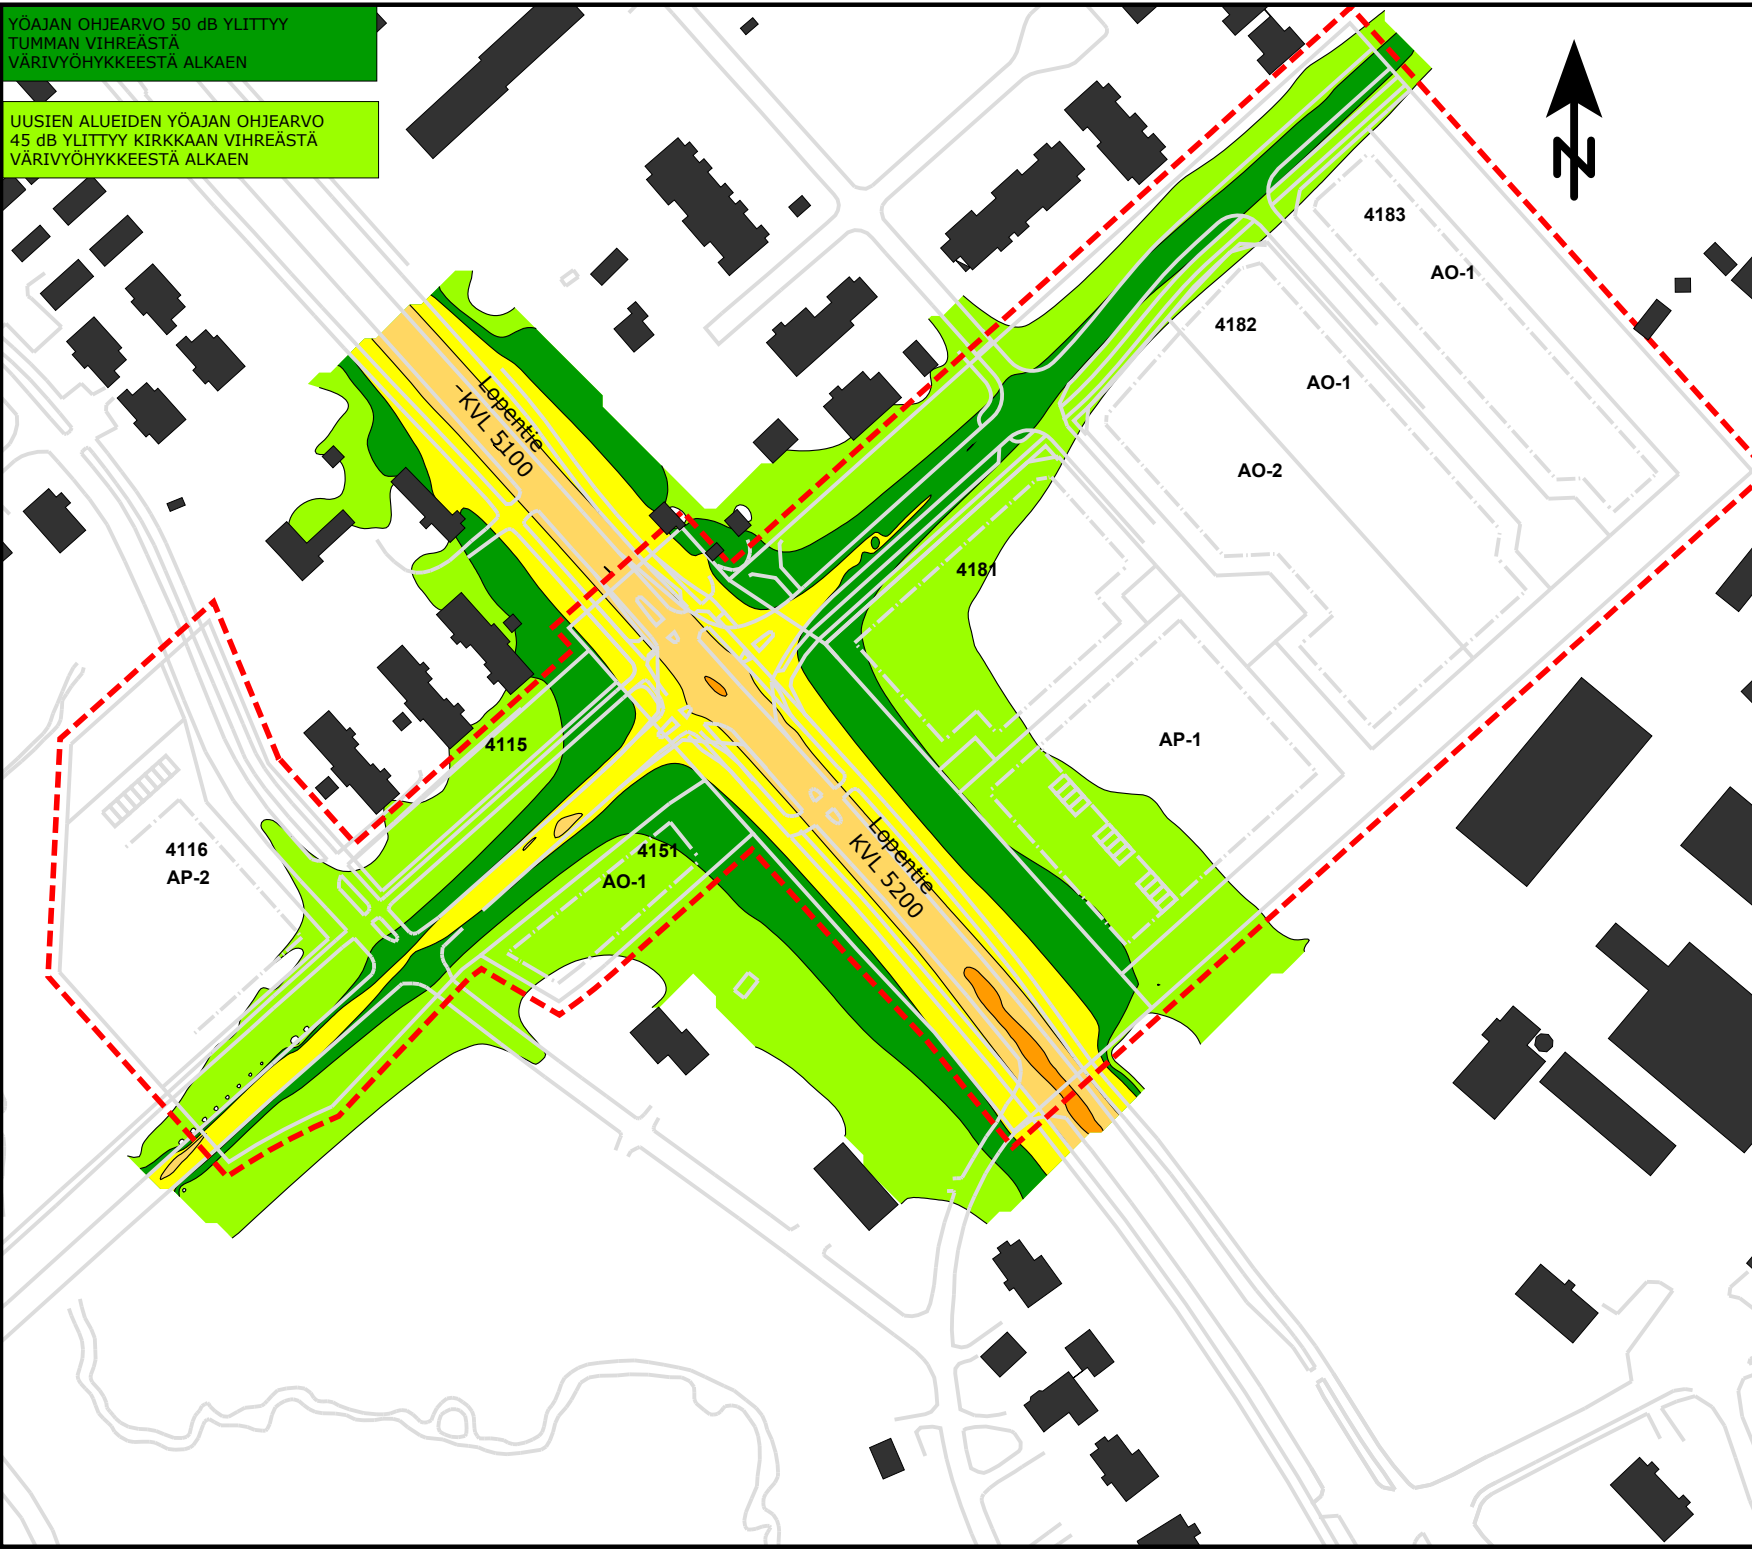 YÖAJAN OHJEARVO 50 dB YLITTYY
TUMMAN VIHREÄSTÄ
VÄRIVYÖHYKKEESTÄ ALKAEN
UUSIEN ALUEIDEN YÖAJAN OHJEARVO
45 dB YLITTYY KIRKKAAN VIHREÄSTÄ
VÄRIVYÖHYKKEESTÄ ALKAEN
N
4183
AO-1
4182
AO-1
Lopentie
KVL 5100
AO-2
4181
4115
AP-1
4116
AP-2
4151
AO-1
Lopentie
KVL 5200